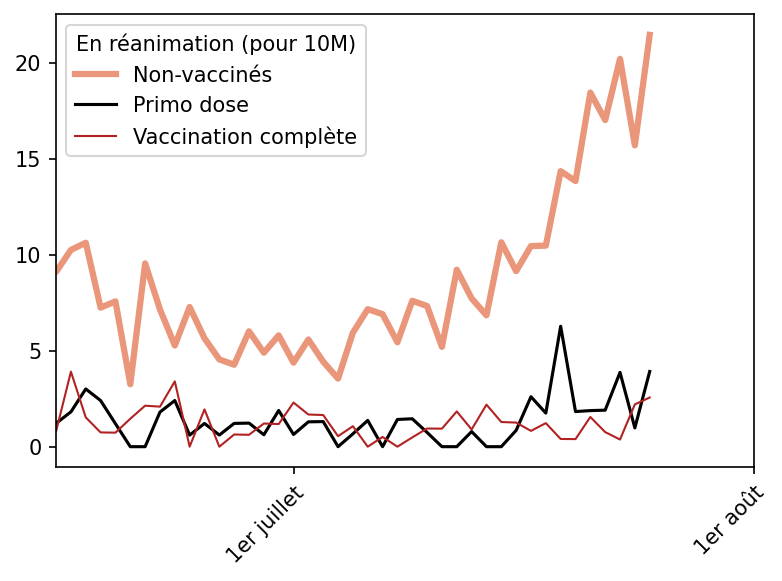 En réanimation (pour 10M)
Non-vaccinés
Primo dose
Vaccination complète
20
15
10
5
0
1er juillet
1er août